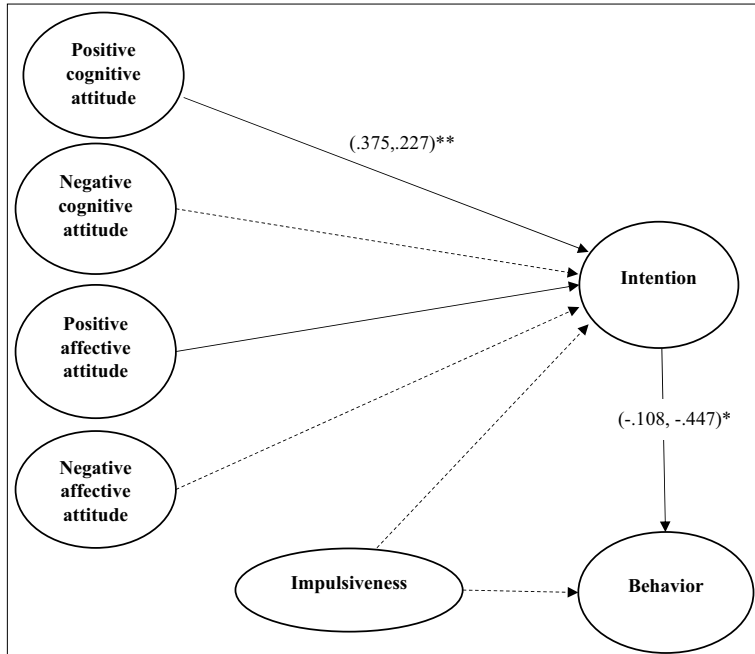 Positive
cognitive
attitude
(.375,.227)**
Negative
cognitive
attitude
Intention
Positive
affective
attitude
(-.108, -.447)*
Negative
affective
attitude
Impulsiveness
Behavior